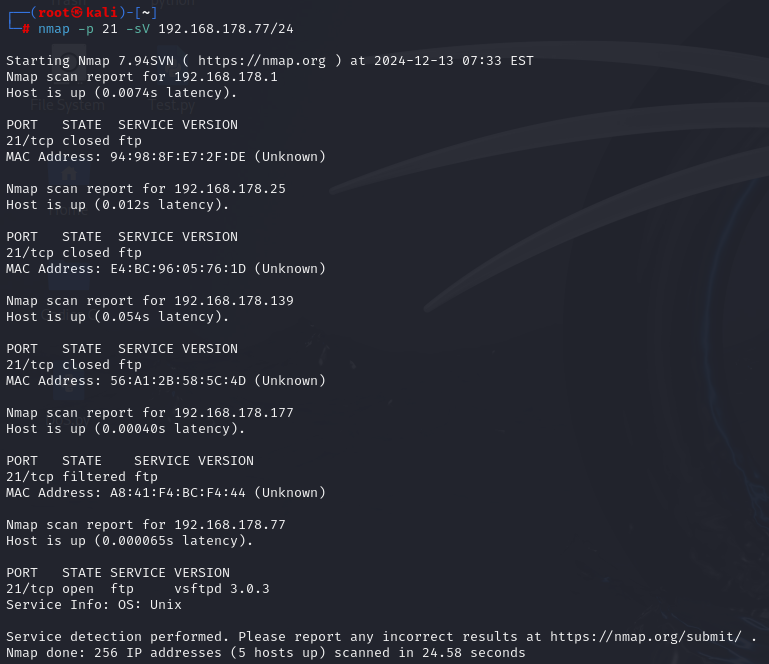 ┌──(root㉿kali)-[~]
└─# nmap -p 21 -sV 192.168.178.77/24
Starting Nmap 7.94SVN ( https://nmap.org ) at 2024-12-13 07:33 EST
Nmap scan report for 192.168.178.1
Host is up (0.0074s latency).
File System
Test.py
PORT   STATE  SERVICE VERSION
21/tcp closed ftp
MAC Address: 94:98:8F:E7:2F:DE (Unknown)
Nmap scan report for 192.168.178.25
Host is up (0.012s latency).
PORT   STATE  SERVICE VERSION
21/tcp closed ftp
MAC Address: E4:BC:96:05:76:1D (Unknown)
Nmap scan report for 192.168.178.139
Host is up (0.054s latency).
PORT   STATE  SERVICE VERSION
21/tcp closed ftp
MAC Address: 56:A1:2B:58:5C:4D (Unknown)
Nmap scan report for 192.168.178.177
Host is up (0.00040s latency).
PORT   STATE    SERVICE VERSION
21/tcp filtered ftp
MAC Address: A8:41:F4:BC:F4:44 (Unknown)
Nmap scan report for 192.168.178.77
Host is up (0.000065s latency).
PORT   STATE SERVICE VERSION
21/tcp open  ftp     vsftpd 3.0.3
Service Info: OS: Unix
Service detection performed. Please report any incorrect results at https://nmap.org/submit/ .
Nmap done: 256 IP addresses (5 hosts up) scanned in 24.58 seconds